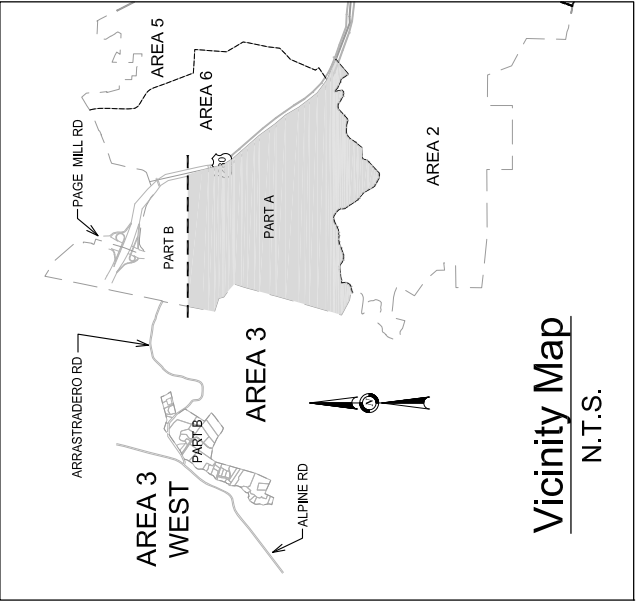 AREA 5
PAGE MILL RD
AREA 6
PART B
PART A
AREA 2
ARRASTRADERO RD
AREA 3
PART B
AREA 3
WEST
ALPINE RD
N
Vicinity Map
N.T.S.